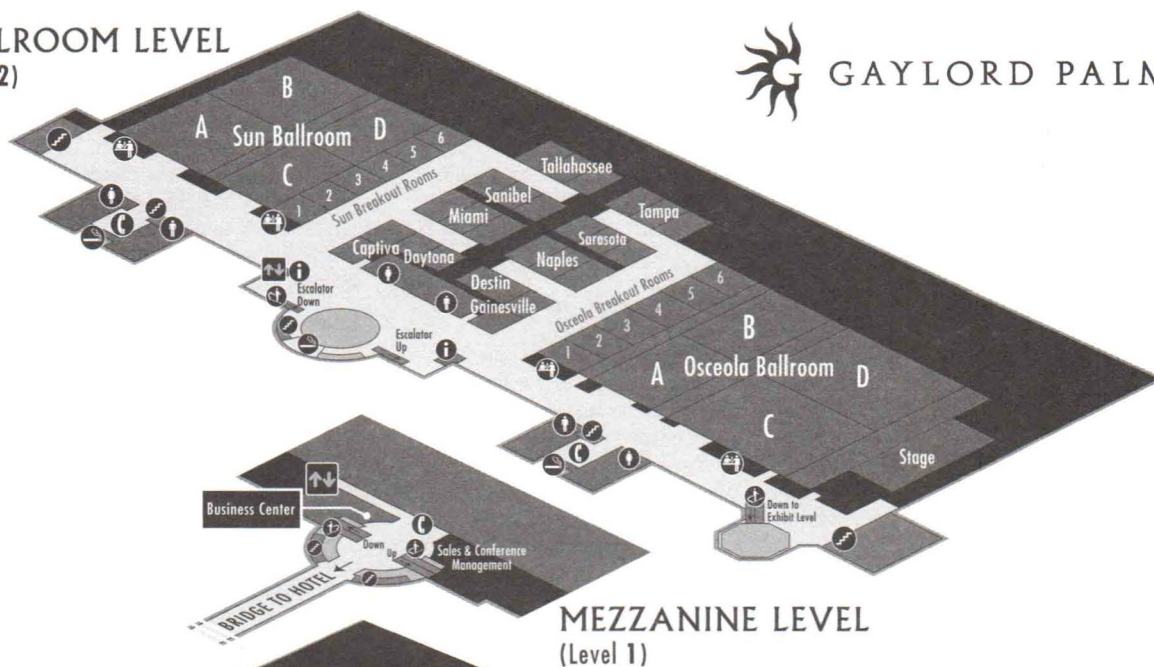 LROOM LEVEL
2)
GAYLORD PALM
B
A
Sun Ballroom
D
C
1
2
3
4
5
6
Sun Breakout Rooms
Tallahassee
Sanibel
Miami
Tampa
Sarasota
Naples
Captiva
Daytona
Destin
Gainesville
Escalator
Down
Escalator
Up
Osceola Breakout Rooms
1
2
3
4
5
6
B
A
Osceola Ballroom
D
C
Stage
Down to
Exhibit Level
Business Center
Down
Up
Sales & Conference
Management
BRIDGE TO HOTEL
MEZZANINE LEVEL
(Level 1)